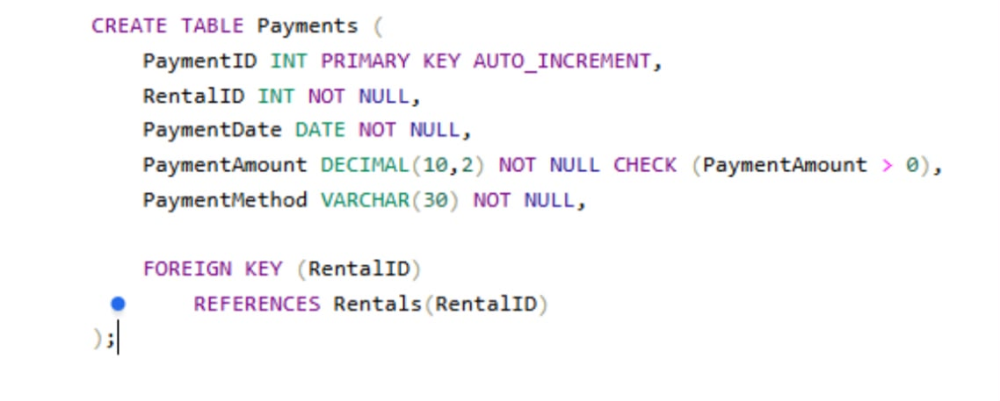 CREATE TABLE Payments (
    PaymentID INT PRIMARY KEY AUTO_INCREMENT,
    RentalID INT NOT NULL,
    PaymentDate DATE NOT NULL,
    PaymentAmount DECIMAL(10,2) NOT NULL CHECK (PaymentAmount > 0),
    PaymentMethod VARCHAR(30) NOT NULL,

    FOREIGN KEY (RentalID)
        REFERENCES Rentals(RentalID)
);